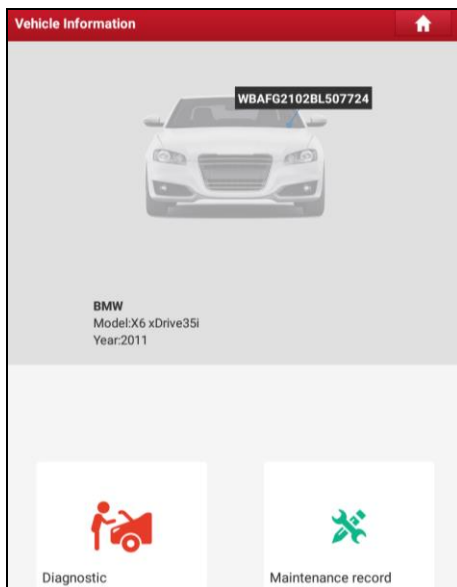 Vehicle Information
WBAFG2102BL507724
BMW
Model:X6 xDrive35i
Year:2011
Diagnostic
Maintenance record